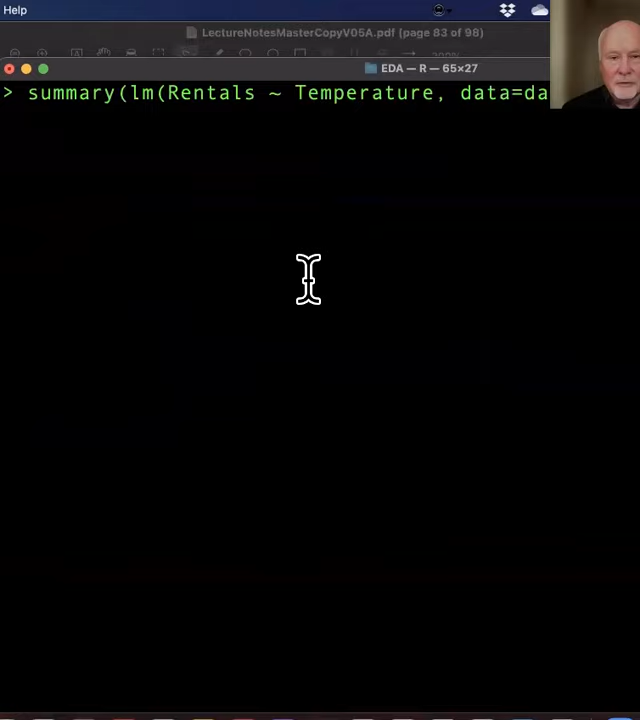 Help
LectureNotesMasterCopyV05A.pdf (page 83 of 98)
EDA — R — 65×27
> summary(lm(Rentals ~ Temperature, data=da